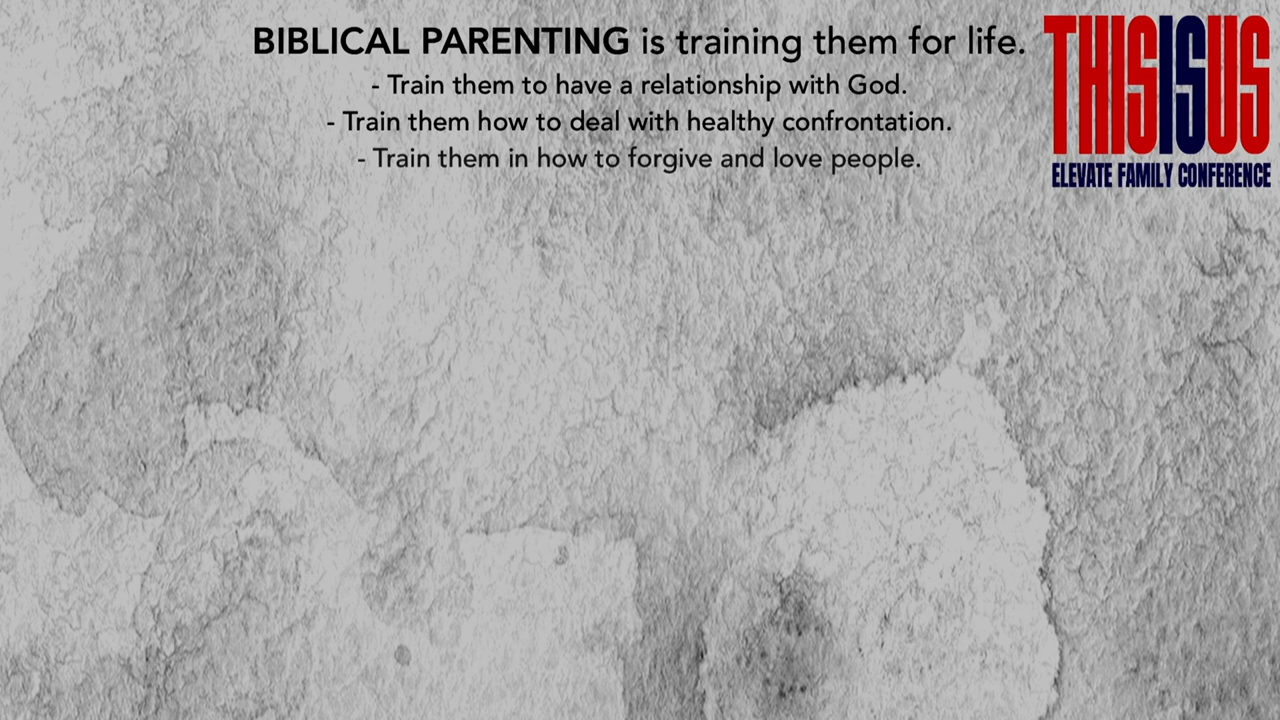 BIBLICAL PARENTING is training them for life.
- Train them to have a relationship with God.
- Train them how to deal with healthy confrontation.
- Train them in how to forgive and love people.
THISISUS
ELEVATE FAMILY CONFERENCE